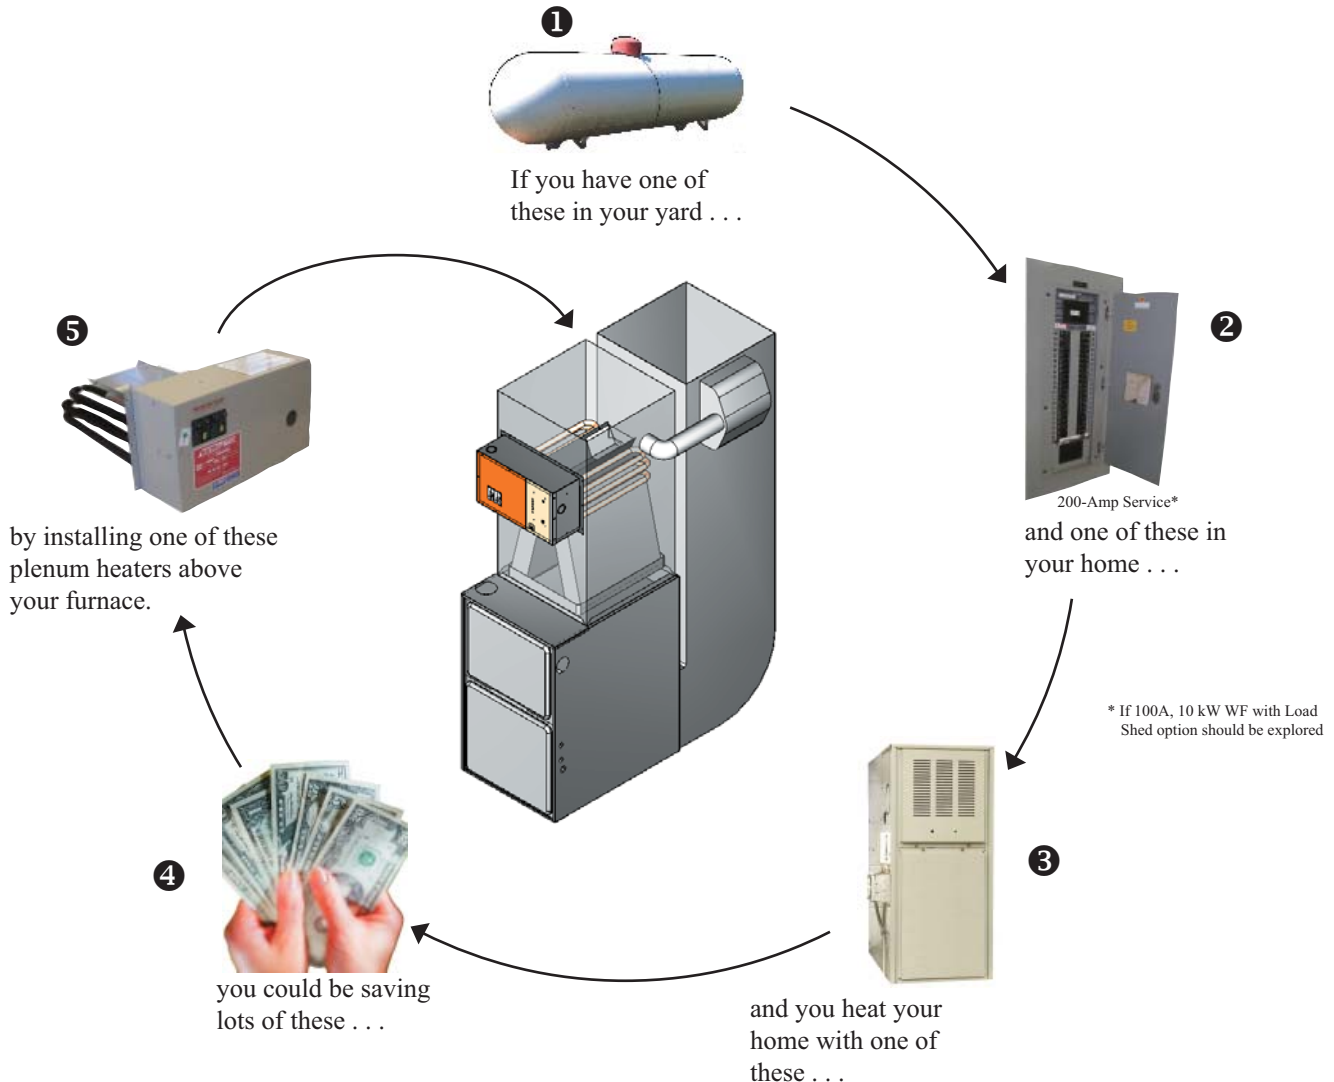 ❶
If you have one of
these in your yard . . .
❷
200-Amp Service*
and one of these in
your home . . .
* If 100A, 10 kW WF with Load
Shed option should be explored
❸
and you heat your
home with one of
these . . .
❹
you could be saving
lots of these . . .
❺
by installing one of these
plenum heaters above
your furnace.